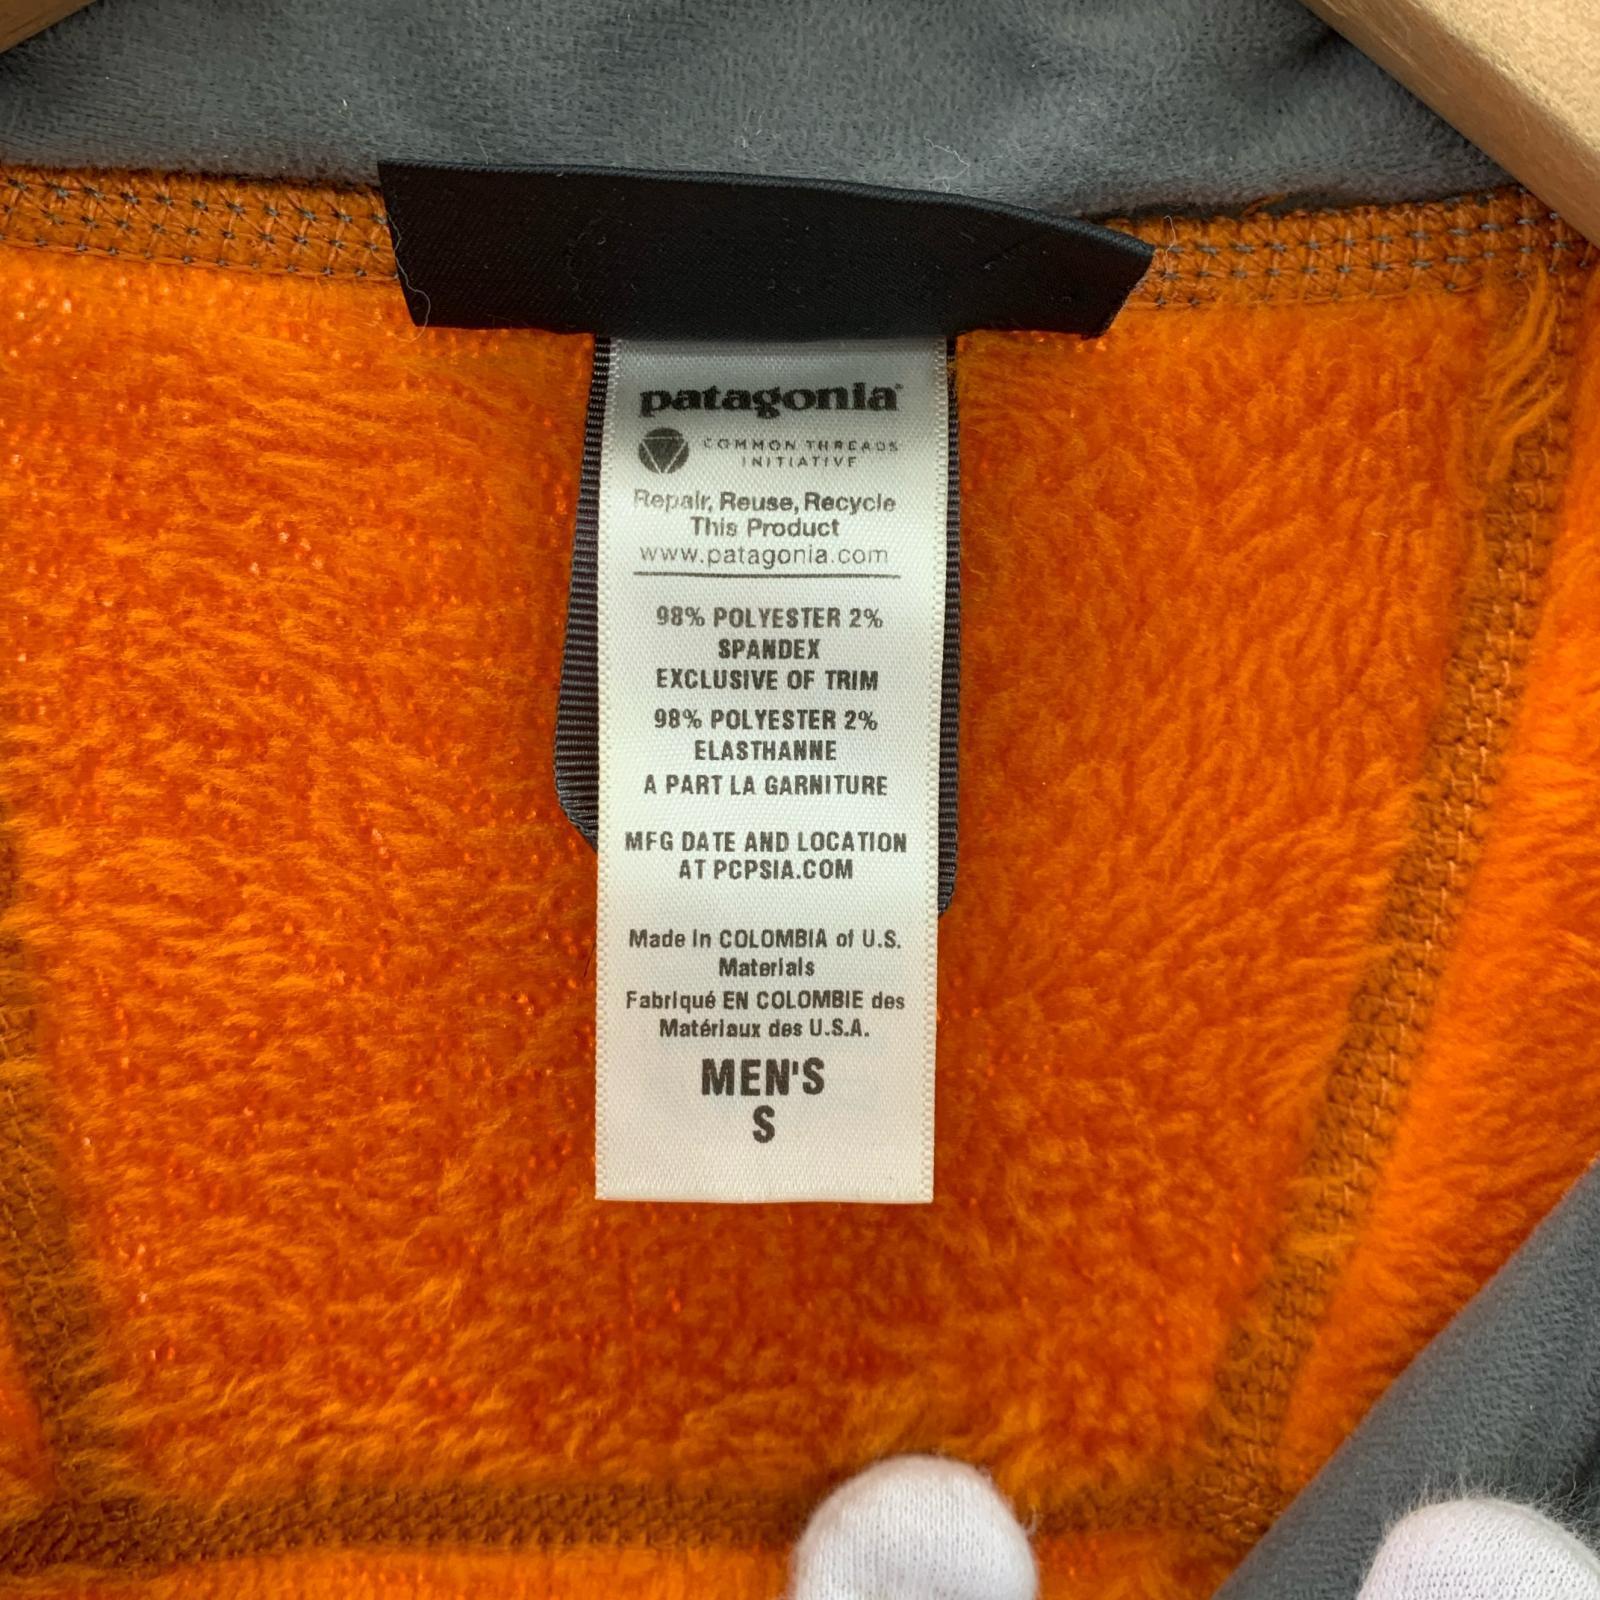 patagonia®
COMMON THREADS
INITIATIVE
Repair, Reuse, Recycle
This Product
www.patagonia.com
98% POLYESTER 2%
SPANDEX
EXCLUSIVE OF TRIM
98% POLYESTER 2%
ELASTHANNE
A PART LA GARNITURE
MFG DATE AND LOCATION
AT PCPSIA.COM
Made in COLOMBIA of U.S.
Materials
Fabriqué EN COLOMBIE des
Matériaux des U.S.A.
MEN'S
S